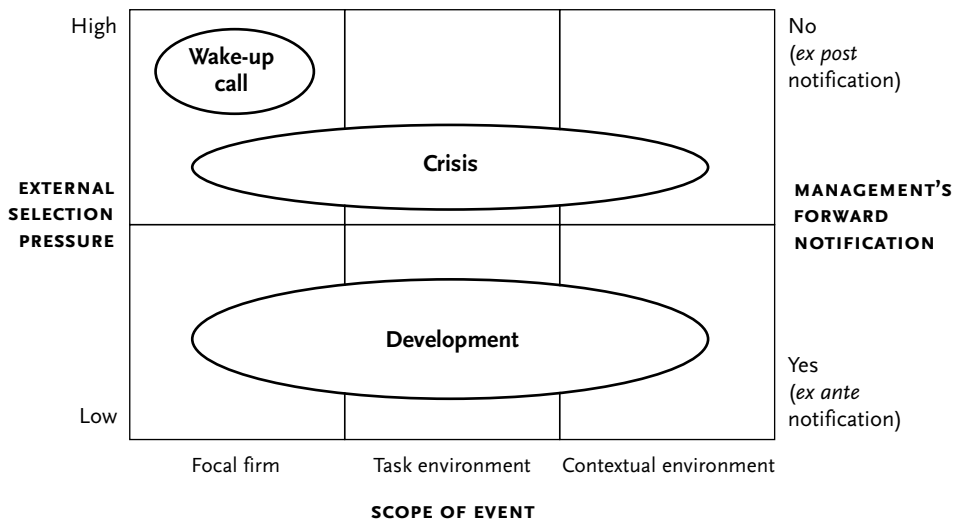 High
Wake-up
call
No
(ex post
notification)
Crisis
EXTERNAL
SELECTION
PRESSURE
MANAGEMENT’S
FORWARD
NOTIFICATION
Development
Yes
(ex ante
notification)
Low
Focal firm
Task environment
Contextual environment
SCOPE OF EVENT